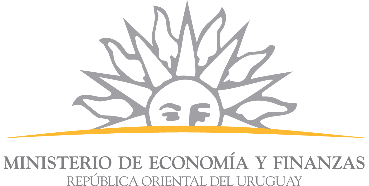 MINISTERIO DE ECONOMÍA Y FINANZAS
REPÚBLICA ORIENTAL DEL URUGUAY